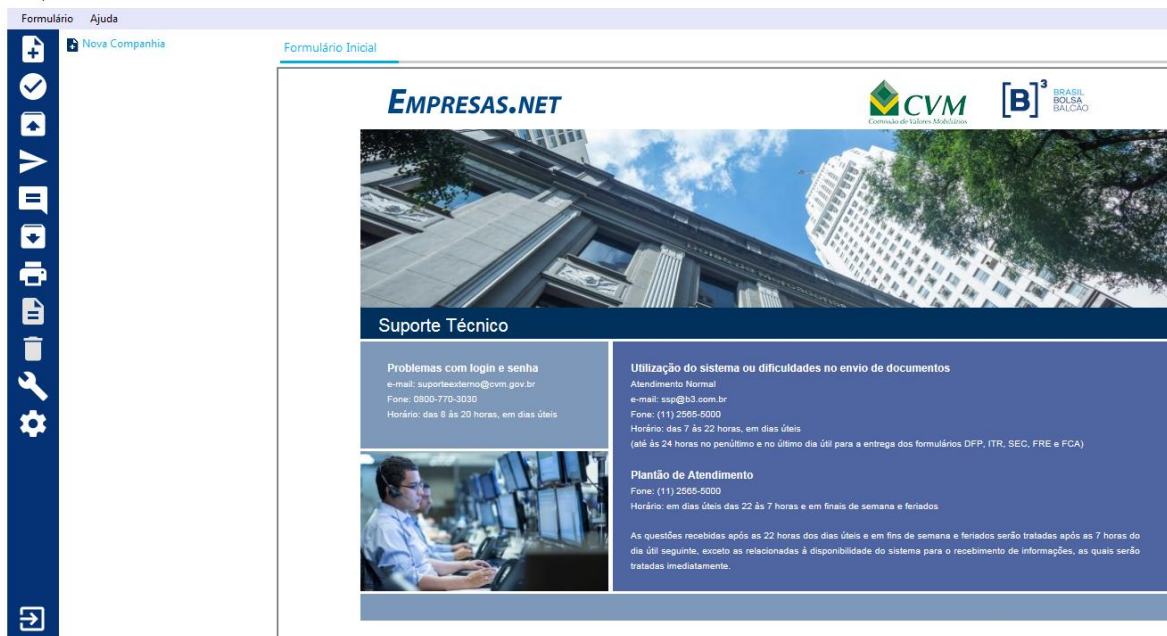 Formulário Ajuda
Nova Companhia
Formulário Inicial
EMPRESAS.NET
CVM
Comissão de Valores Mobiliários
[B]³ BRASIL
BOLSA
BALCÃO
Suporte Técnico
Problemas com login e senha
e-mail: suporteexterno@cvm.gov.br
Fone: 0800-770-3030
Horário: das 8 às 20 horas, em dias úteis
Utilização do sistema ou dificuldades no envio de documentos
Atendimento Normal
e-mail: ssp@b3.com.br
Fone: (11) 2565-5000
Horário: das 7 às 22 horas, em dias úteis
(até às 24 horas no penúltimo e no último dia útil para a entrega dos formulários DFP, ITR, SEC, FRE e FCA)
Plantão de Atendimento
Fone: (11) 2565-5000
Horário: em dias úteis das 22 às 7 horas e em finais de semana e feriados
As questões recebidas após as 22 horas dos dias úteis e em fins de semana e feriados serão tratadas após as 7 horas do
dia útil seguinte, exceto as relacionadas á disponibilidade do sistema para o recebimento de informações, as quais serão
tratadas imediatamente.